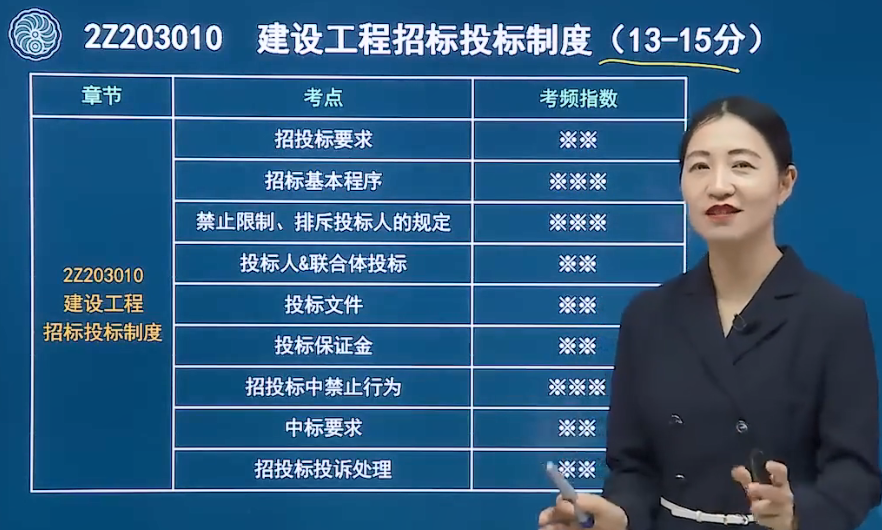 2Z203010 建设工程招标投标制度（13-15分）
章节 考点 考频指数
招投标要求 ※※
招标基本程序 ※※※
禁止限制、排斥投标人的规定 ※※※
投标人&联合体投标 ※※
2Z203010
建设工程
招标投标制度
投标文件 ※※
投标保证金 ※※
招投标中禁止行为 ※※※
中标要求 ※※
招投标投诉处理 ※※